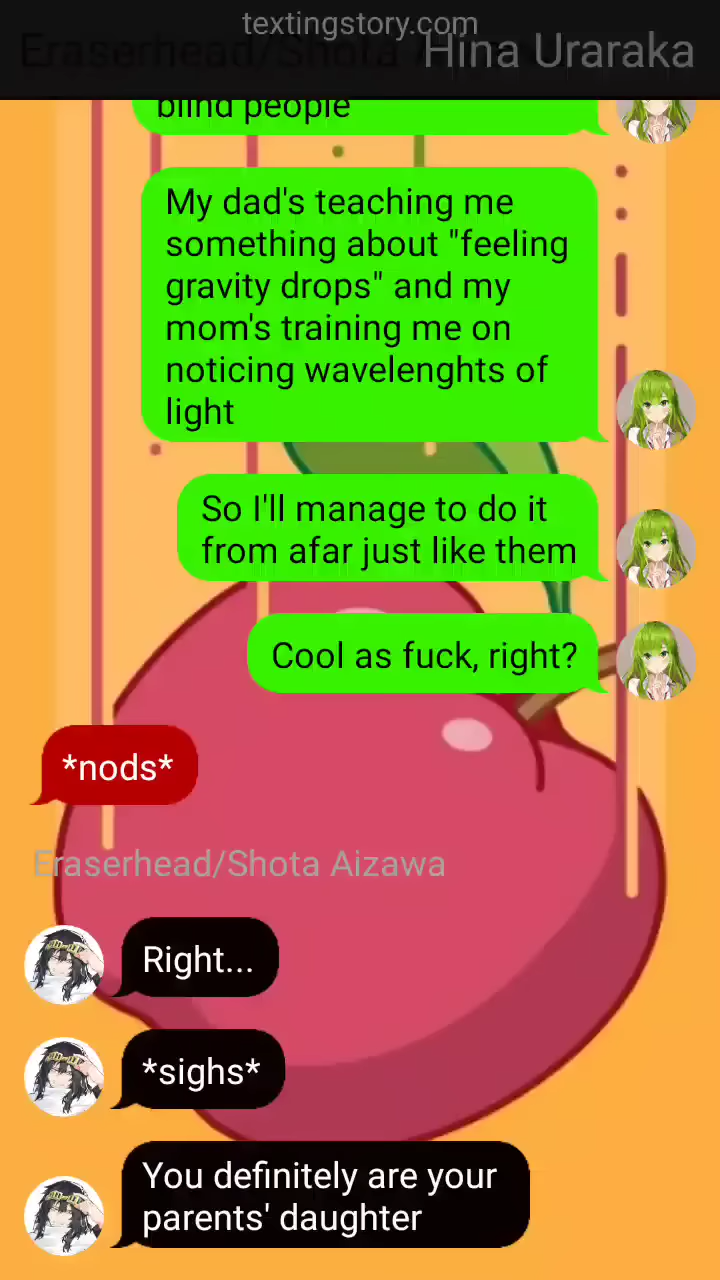 textingstory.com
Eraserhead/Shota
Hina Uraraka
blind people
My dad's teaching me
something about "feeling
gravity drops" and my
mom's training me on
noticing wavelenghts of
light
So I'll manage to do it
from afar just like them
Cool as fuck, right?
*nods*
Eraserhead/Shota Aizawa
Right...
*sighs*
You definitely are your
parents' daughter